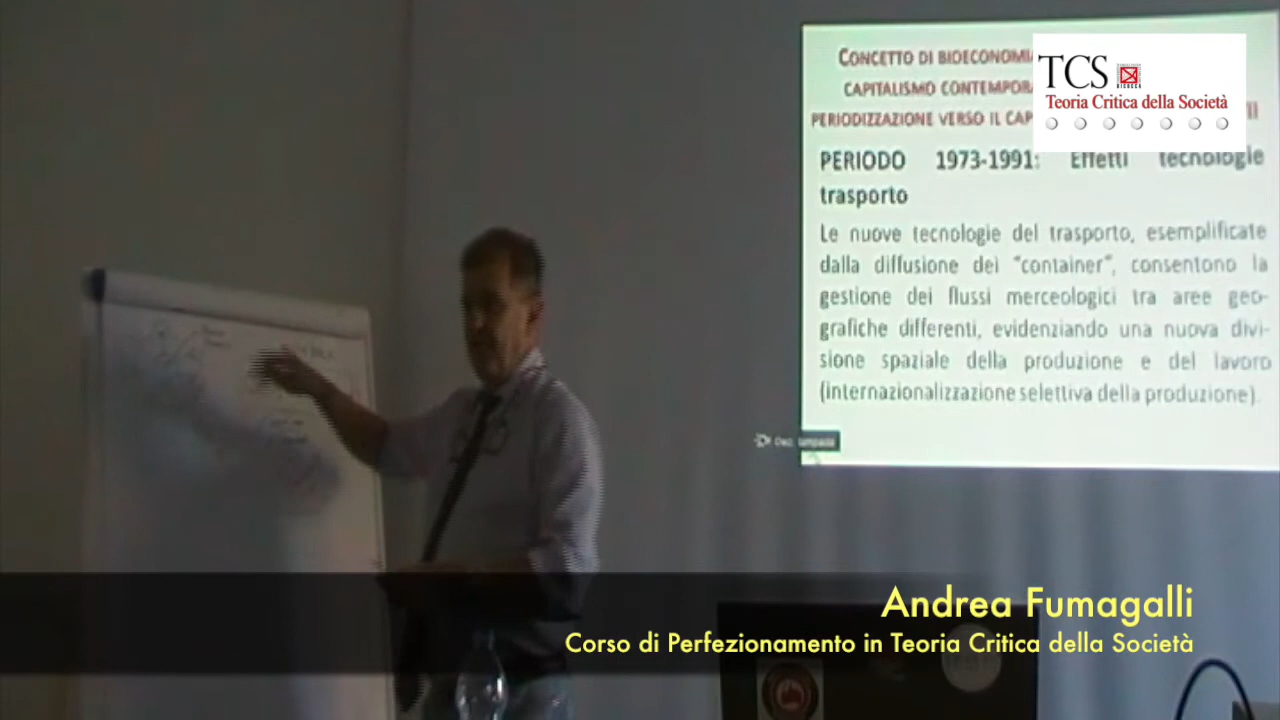 CONCETTO DI BIOECONOMIA
CAPITALISMO
PERIODIZZAZIONE VERSO IL
TCS
BICOCCA
Teoria Critica della Società
PERIODO 1973-1991: Effetti tecnologie
trasporto
Le nuove tecnologie del trasporto, esemplificate
dalla diffusione dei "container", consentono la
gestione dei flussi merceologici tra aree geo-
grafiche differenti, evidenziando una nuova divi-
sione spaziale della produzione e del lavoro
(internazionalizzazione selettiva della produzione).
Andrea Fumagalli
Corso di Perfezionamento in Teoria Critica della Società